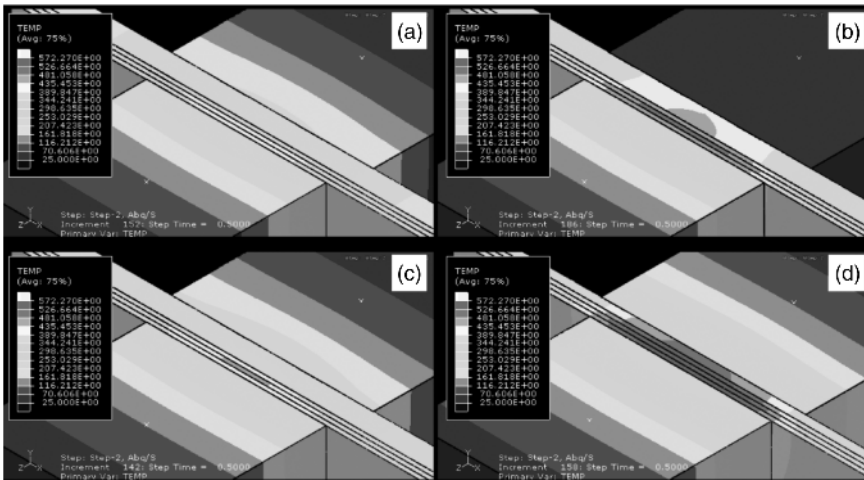 (a)
TEMP
(Avg: 75%)
572.270E+00
526.664E+00
481.058E+00
435.453E+00
389.847E+00
344.241E+00
298.635E+00
253.029E+00
207.423E+00
161.818E+00
116.212E+00
70.606E+00
25.000E+00
Y
Z X
Step: Step-2, Abq/S
Increment 157: Step Time = 0.5000
Primary Var: TEMP
(b)
TEMP
(Avg: 75%)
572.270E+00
526.664E+00
481.058E+00
435.453E+00
389.847E+00
344.241E+00
298.635E+00
253.029E+00
207.423E+00
161.818E+00
116.212E+00
70.606E+00
25.000E+00
Y
Z X
Step: Step-2, Abq/S
Increment 186: Step Time = 0.5000
Primary Var: TEMP
(c)
TEMP
(Avg: 75%)
572.270E+00
526.664E+00
481.058E+00
435.453E+00
389.847E+00
344.241E+00
298.635E+00
253.029E+00
207.423E+00
161.818E+00
116.212E+00
70.606E+00
25.000E+00
Y
Z X
Step: Step-2, Abq/S
Increment 142: Step Time = 0.5000
Primary Var: TEMP
(d)
TEMP
(Avg: 75%)
572.270E+00
526.664E+00
481.058E+00
435.453E+00
389.847E+00
344.241E+00
298.635E+00
253.029E+00
207.423E+00
161.818E+00
116.212E+00
70.606E+00
25.000E+00
Y
Z X
Step: Step-2, Abq/S
Increment 158: Step Time = 0.5000
Primary Var: TEMP